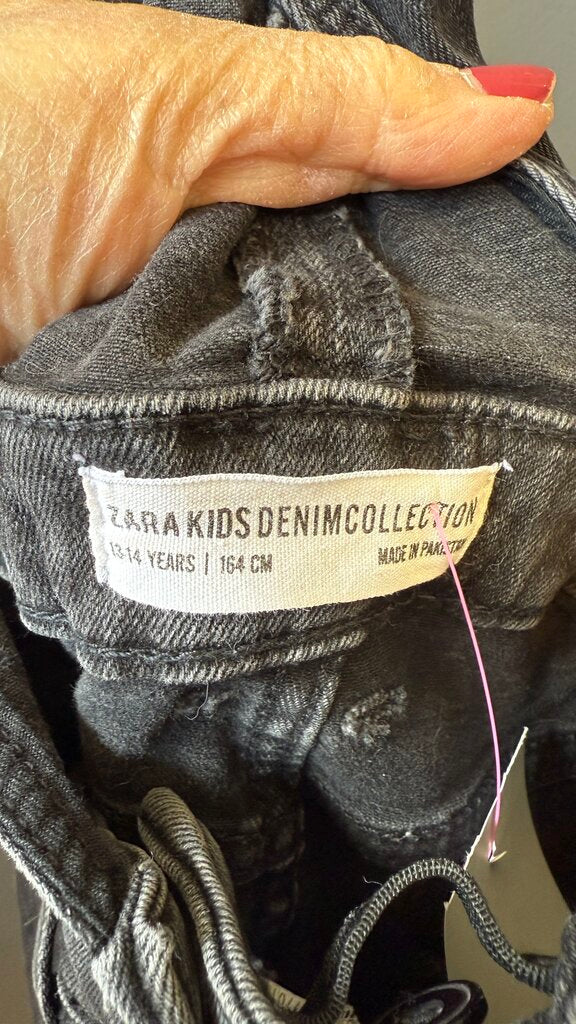 ZARA KIDS DENIMCOLLECTION
13-14 YEARS | 164 CM
MADE IN PAKISTAN